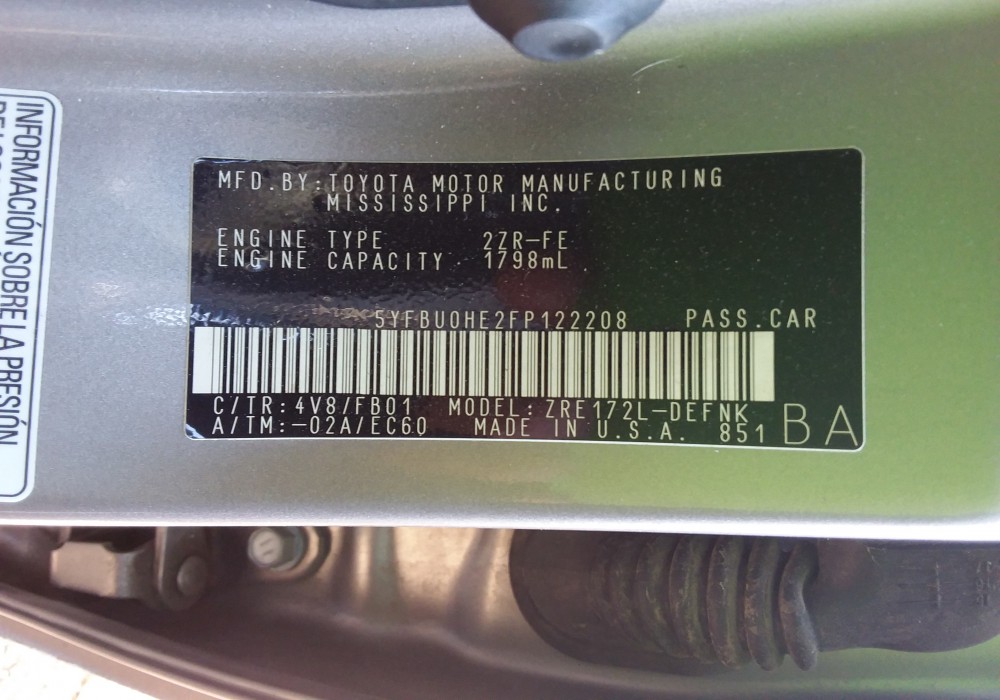 INFORMACIÓN SOBRE LA PRESIÓN
MFD.BY:TOYOTA MOTOR MANUFACTURING
MISSISSIPPI INC.
ENGINE TYPE 2ZR-FE
ENGINE CAPACITY 1798mL
5YFBU0HE2FP122208 PASS.CAR
C/TR:4V8/FB01 MODEL:ZRE172L-DEFNK
A/TM:-02A/EC60 MADE IN U.S.A. 851 BA